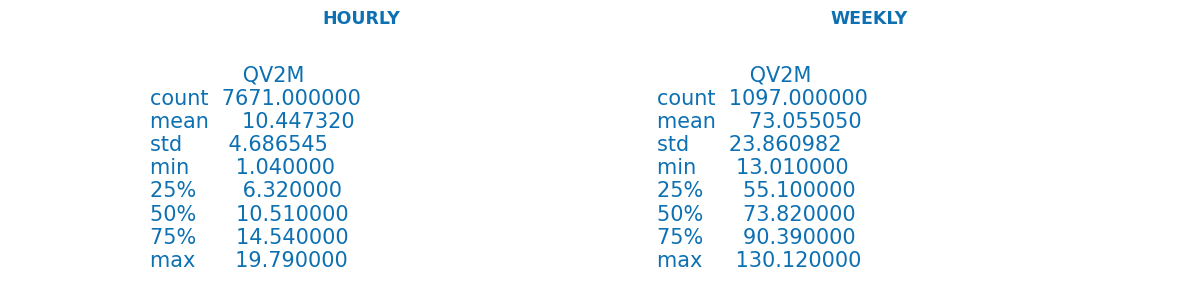 HOURLY
QV2M
count 7671.000000
mean 10.447320
std 4.686545
min 1.040000
25% 6.320000
50% 10.510000
75% 14.540000
max 19.790000
WEEKLY
QV2M
count 1097.000000
mean 73.055050
std 23.860982
min 13.010000
25% 55.100000
50% 73.820000
75% 90.390000
max 130.120000